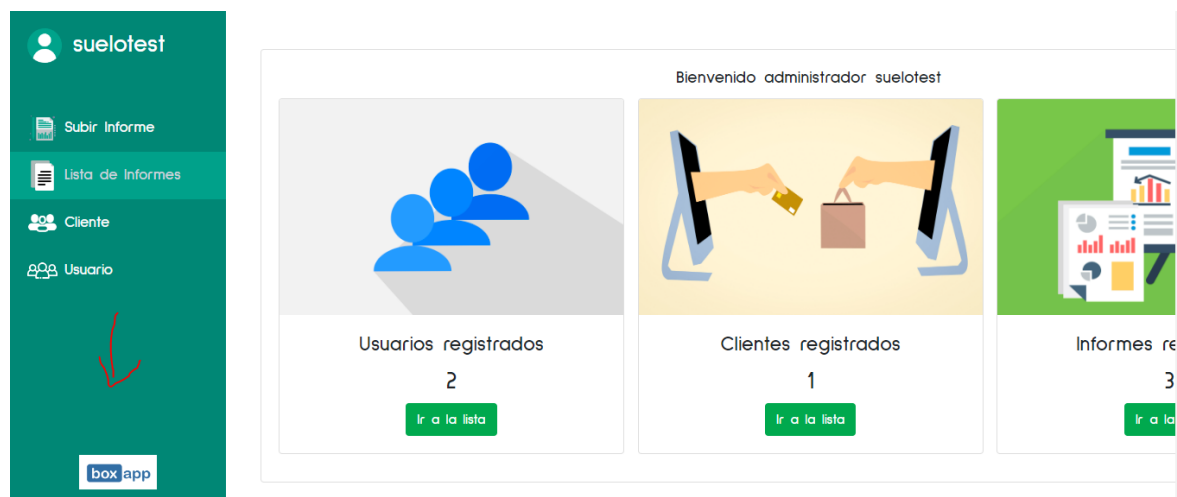 suelotest
Subir Informe
Lista de Informes
Cliente
Usuario
box app
Bienvenido administrador suelotest
Usuarios registrados
2
Ir a la lista
Clientes registrados
1
Ir a la lista
Informes re
3
Ir a la